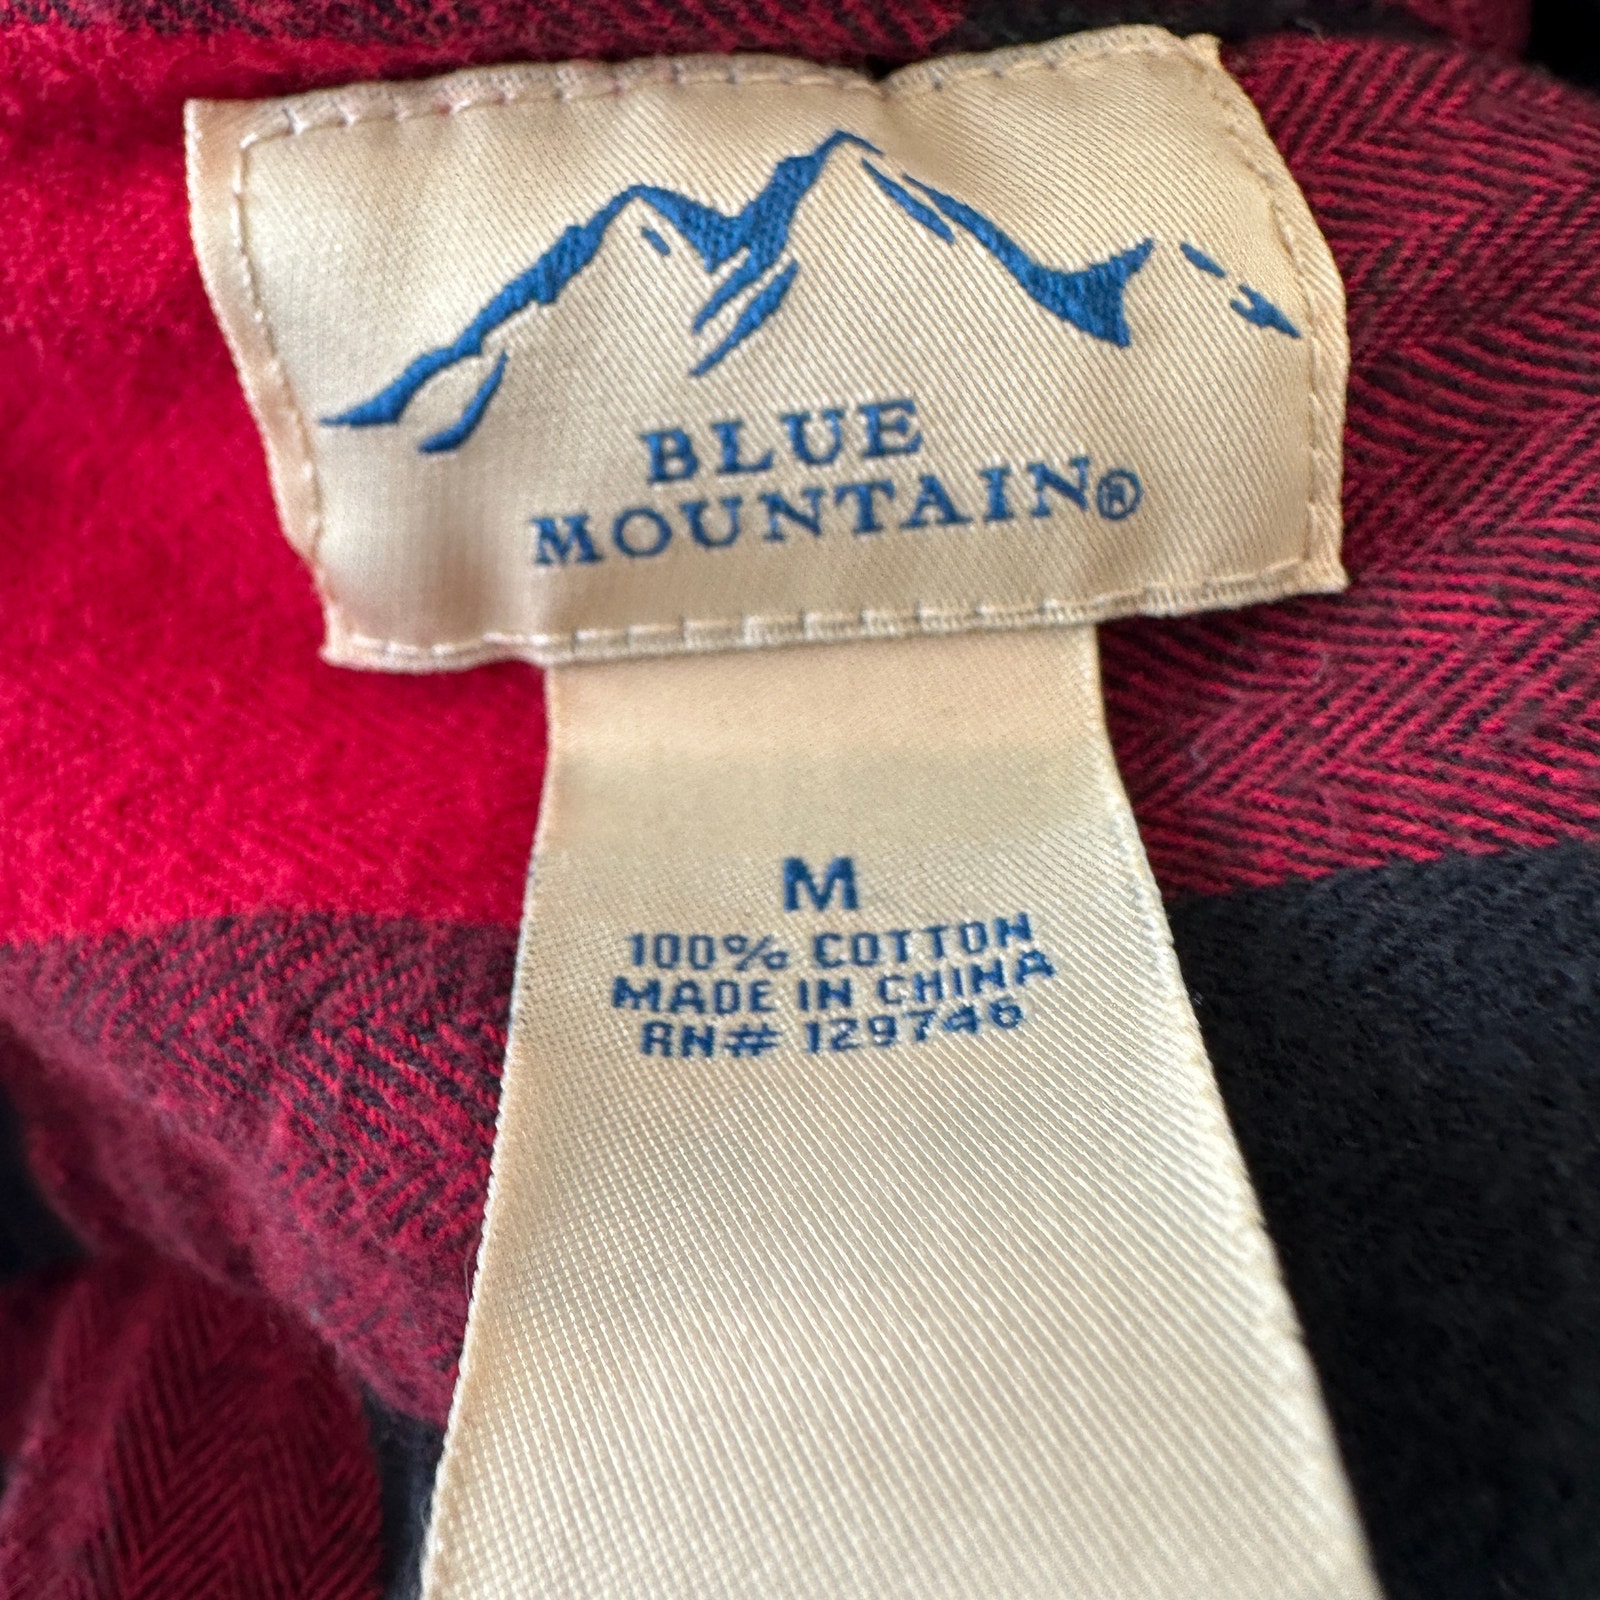 BLUE
MOUNTAIN®
M
100% COTTON
MADE IN CHINA
RN# 129746